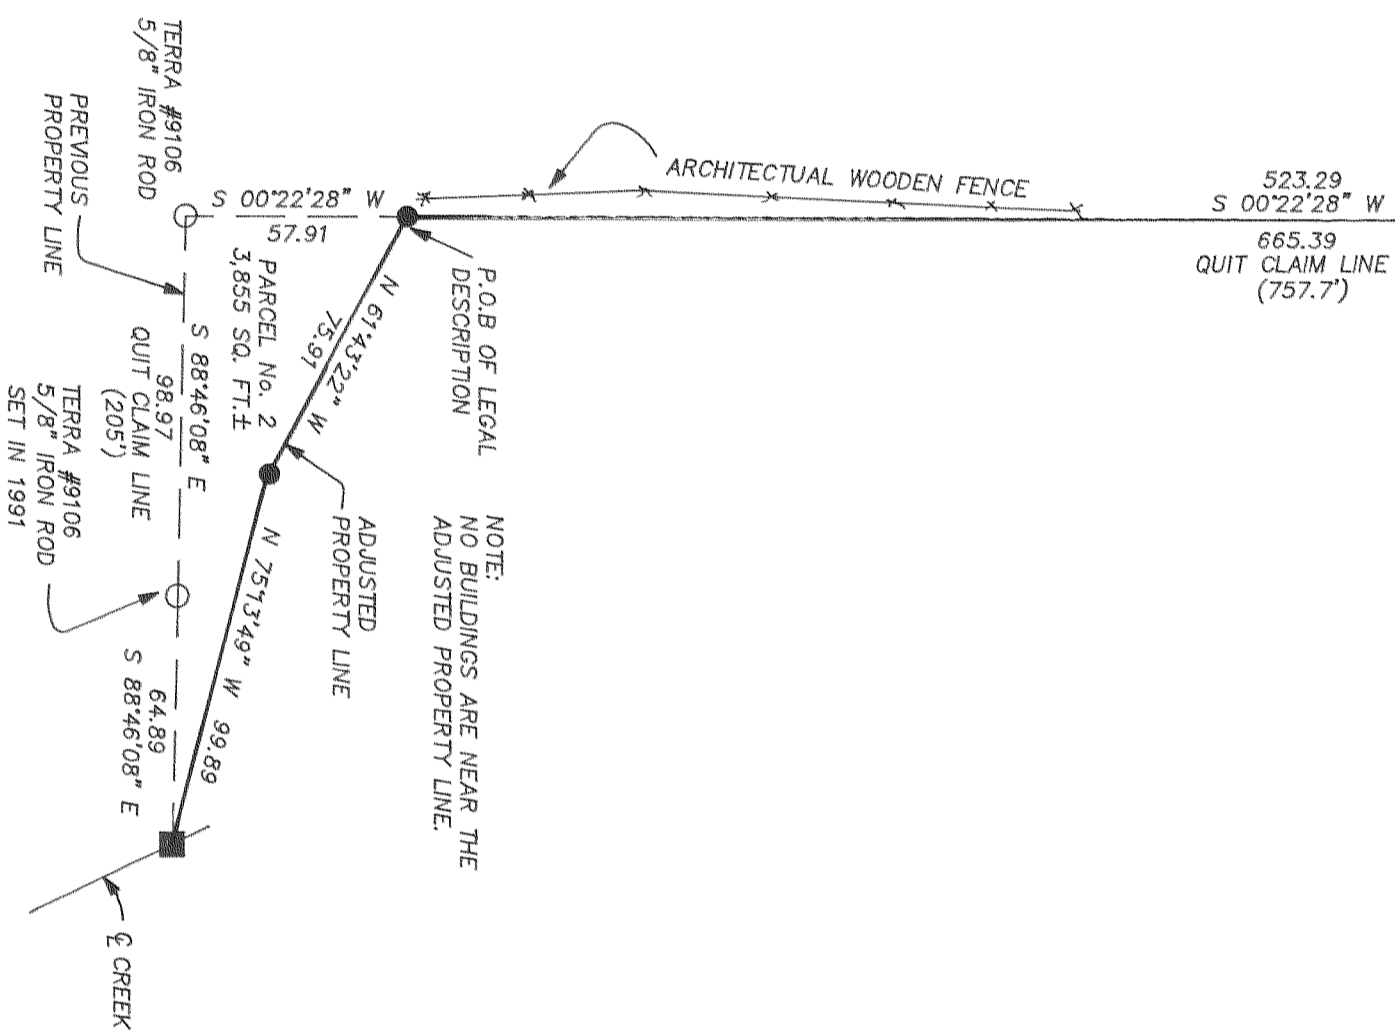 TERRA #9106
5/8" IRON ROD
PREVIOUS
PROPERTY LINE
S 00°22'28" W
57.91
ARCHITECTUAL WOODEN FENCE
523.29
S 00°22'28" W
665.39
QUIT CLAIM LINE
(757.7')
P.O.B OF LEGAL
DESCRIPTION
N 61°43'22" W
75.91
PARCEL No. 2
3,855 SQ. FT.±
S 88°46'08" E
98.97
QUIT CLAIM LINE
(205')
TERRA #9106
5/8" IRON ROD
SET IN 1991
ADJUSTED
PROPERTY LINE
NOTE:
NO BUILDINGS ARE NEAR THE
ADJUSTED PROPERTY LINE.
N 75°13'49" W 99.89
64.89
S 88°46'08" E
℄ CREEK